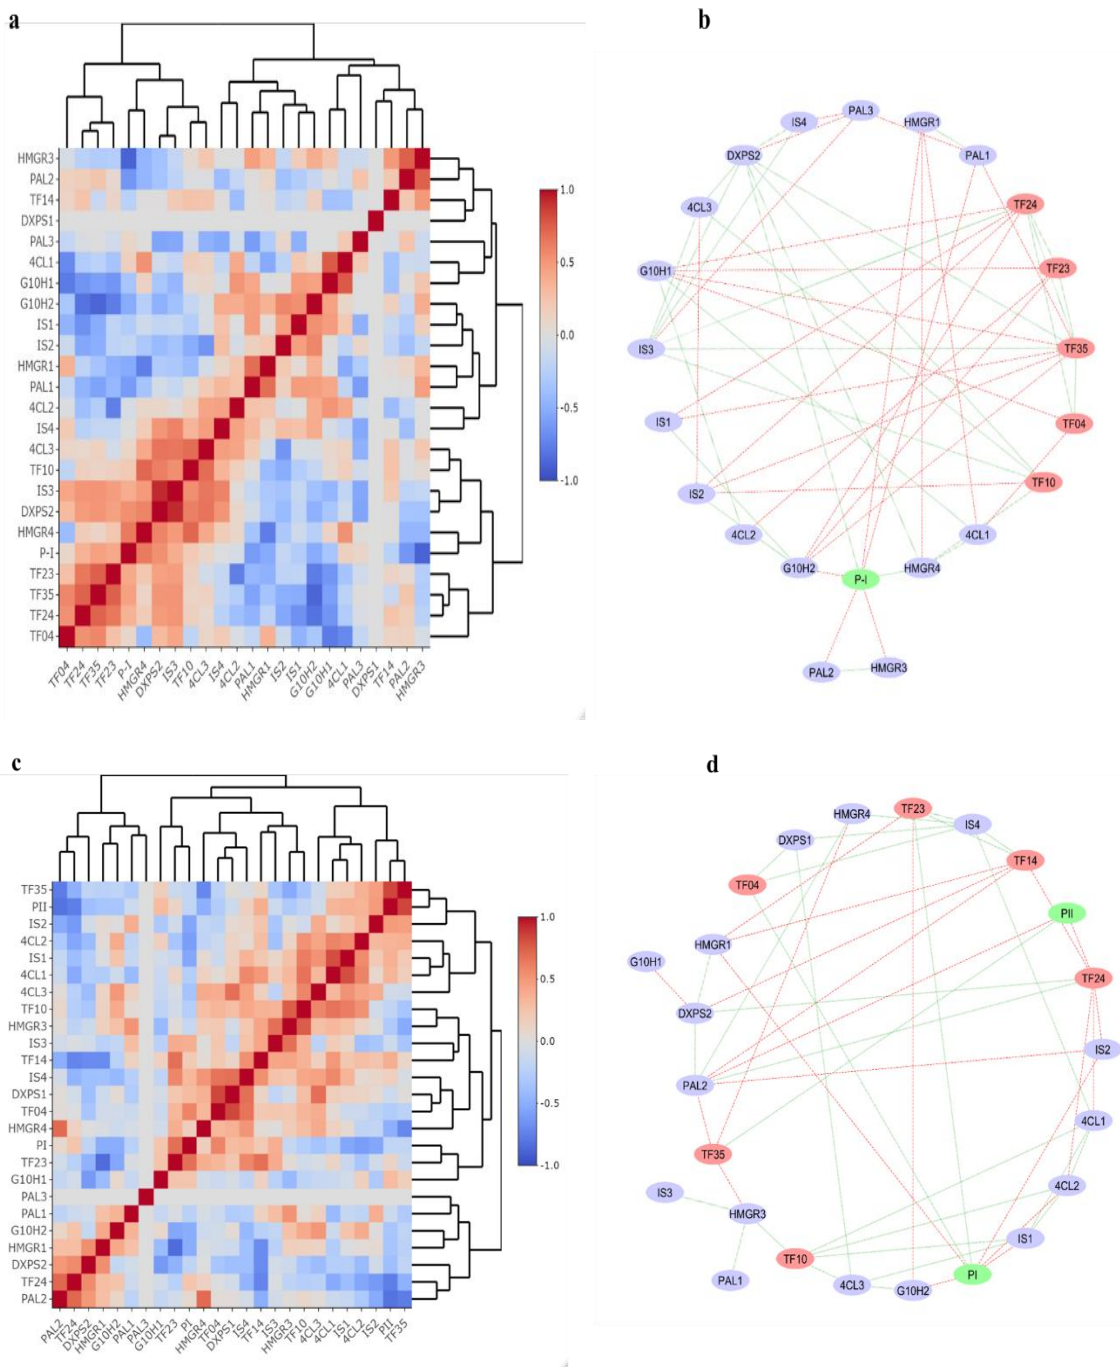 a
HMGR3
PAL2
TF14
DXPS1
PAL3
4CL1
G10H1
G10H2
IS1
IS2
HMGR1
PAL1
4CL2
IS4
4CL3
TF10
IS3
DXPS2
HMGR4
P-I
TF23
TF35
TF24
TF04
TF04 TF24 TF35 TF23 P-I HMGR4 DXPS2 IS3 TF10 4CL3 IS4 4CL2 PAL1 HMGR1 IS2 IS1 G10H2 G10H1 4CL1 PAL3 DXPS1 TF14 PAL2 HMGR3
1.0
0.5
0.0
-0.5
-1.0
b
PAL3
IS4
HMGR1
DXPS2
PAL1
4CL3
TF24
G10H1
TF23
IS3
TF35
IS1
TF04
IS2
TF10
4CL2
4CL1
G10H2
P-I
HMGR4
PAL2
HMGR3
c
TF35
PII
IS2
4CL2
IS1
4CL1
4CL3
TF10
HMGR3
IS3
TF14
IS4
DXPS1
TF04
HMGR4
PI
TF23
G10H1
PAL3
PAL1
G10H2
HMGR1
DXPS2
TF24
PAL2
PAL2 TF24 DXPS2 HMGR1 G10H2 PAL1 PAL3 G10H1 TF23 PI HMGR4 TF04 DXPS1 IS4 TF14 IS3 HMGR3 TF10 4CL3 4CL1 IS1 4CL2 IS2 PII TF35
1.0
0.5
0.0
-0.5
-1.0
d
TF23
HMGR4
IS4
DXPS1
TF14
TF04
PII
HMGR1
G10H1
TF24
DXPS2
IS2
PAL2
4CL1
TF35
4CL2
IS3
HMGR3
IS1
TF10
PI
PAL1
4CL3
G10H2